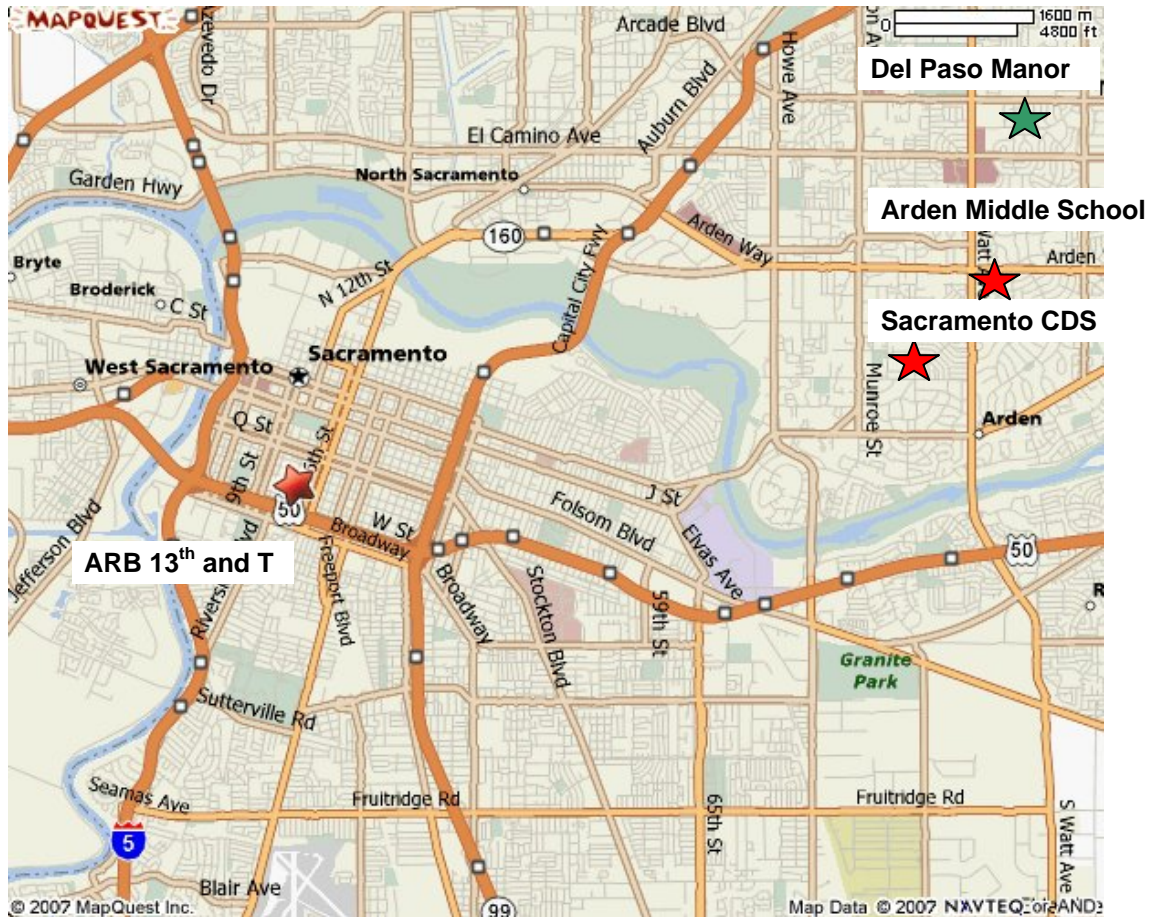 MAPQUEST
Azevedo Dr
Arcade Blvd
Howe Ave
0
1600 m
4800 ft
Del Paso Manor
Auburn Blvd
El Camino Ave
Garden Hwy
North Sacramento
Arden Middle School
160
Arden Way
Watt
Arden
Bryte
Broderick
C St
N 12th St
Capital City Fwy
Sacramento CDS
Sacramento
West Sacramento
Munroe St
Arden
Q St
9th St
J St
50
W St
Broadway
Folsom Blvd
Elvas Ave
50
ARB 13th and T
Jefferson Blvd
Freeport Blvd
Broadway
Stockton Blvd
59th St
Granite
Park
Sutterville Rd
Seamas Ave
Fruitridge Rd
Fruitridge Rd
65th St
S Watt Ave
5
Blair Ave
99
© 2007 MapQuest Inc.
Map Data © 2007 NAVTEQ